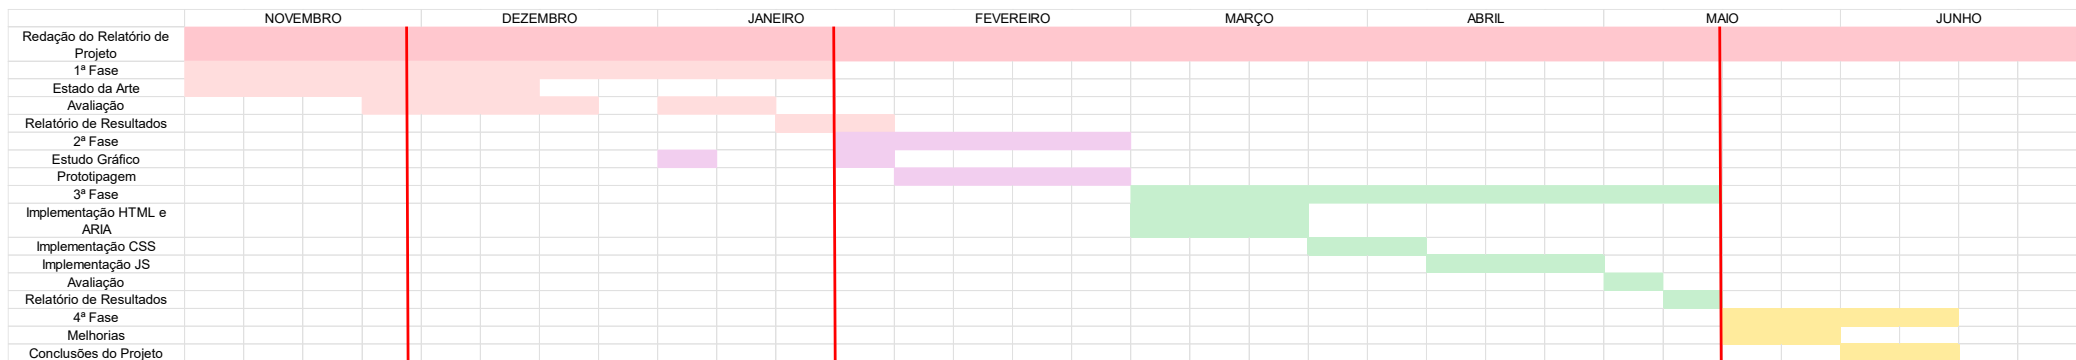 NOVEMBRO DEZEMBRO JANEIRO FEVEREIRO MARÇO ABRIL MAIO JUNHO
Redação do Relatório de
Projeto
1ª Fase
Estado da Arte
Avaliação
Relatório de Resultados
2ª Fase
Estudo Gráfico
Prototipagem
3ª Fase
Implementação HTML e
ARIA
Implementação CSS
Implementação JS
Avaliação
Relatório de Resultados
4ª Fase
Melhorias
Conclusões do Projeto